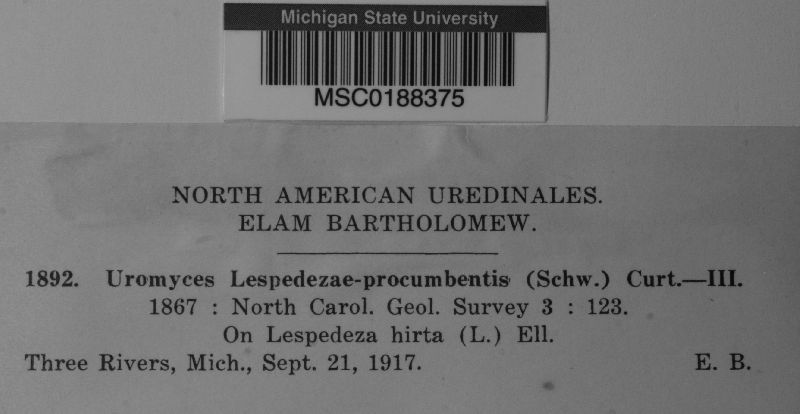 Michigan State University
MSC0188375
NORTH AMERICAN UREDINALES.
ELAM BARTHOLOMEW.
1892. Uromyces Lespedezae-procumbentis (Schw.) Curt.—III.
1867 : North Carol. Geol. Survey 3 : 123.
On Lespedeza hirta (L.) Ell.
Three Rivers, Mich., Sept. 21, 1917. E. B.